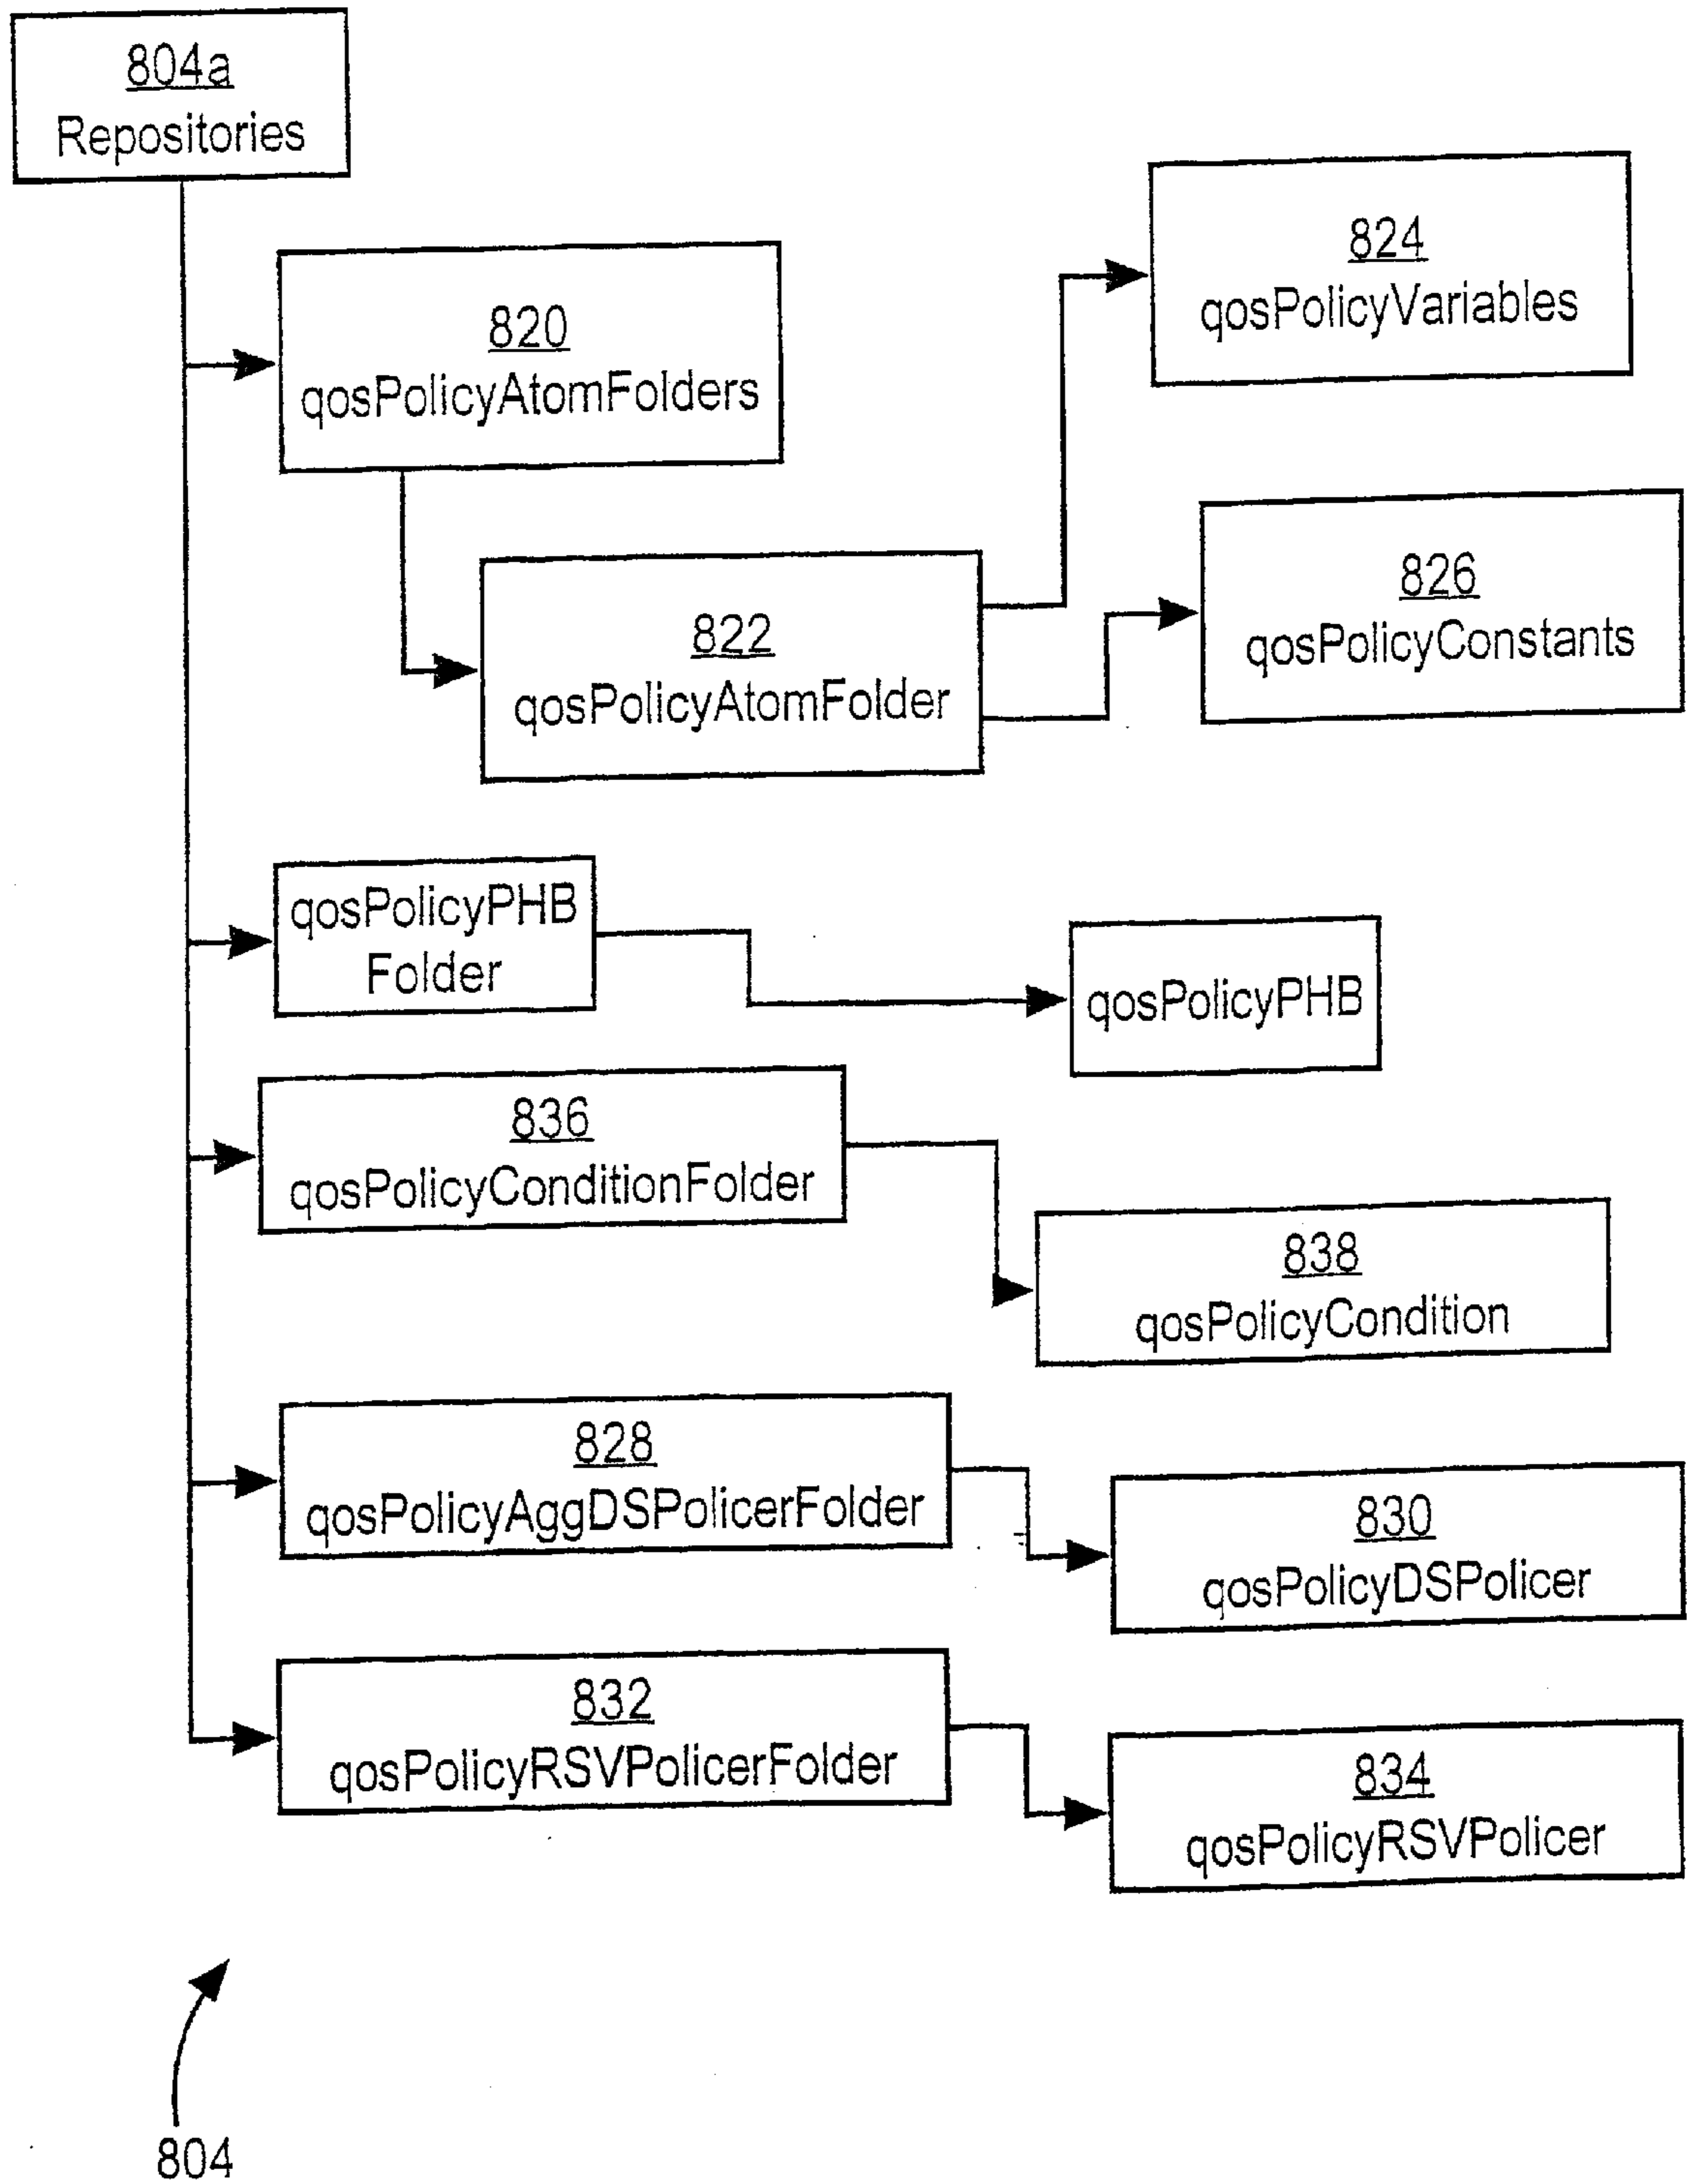 804a
Repositories
820
qosPolicyAtomFolders
824
qosPolicyVariables
822
qosPolicyAtomFolder
826
qosPolicyConstants
qosPolicyPHB
Folder
qosPolicyPHB
836
qosPolicyConditionFolder
838
qosPolicyCondition
828
qosPolicyAggDSPolicerFolder
830
qosPolicyDSPolicer
832
qosPolicyRSVPolicerFolder
834
qosPolicyRSVPolicer
804